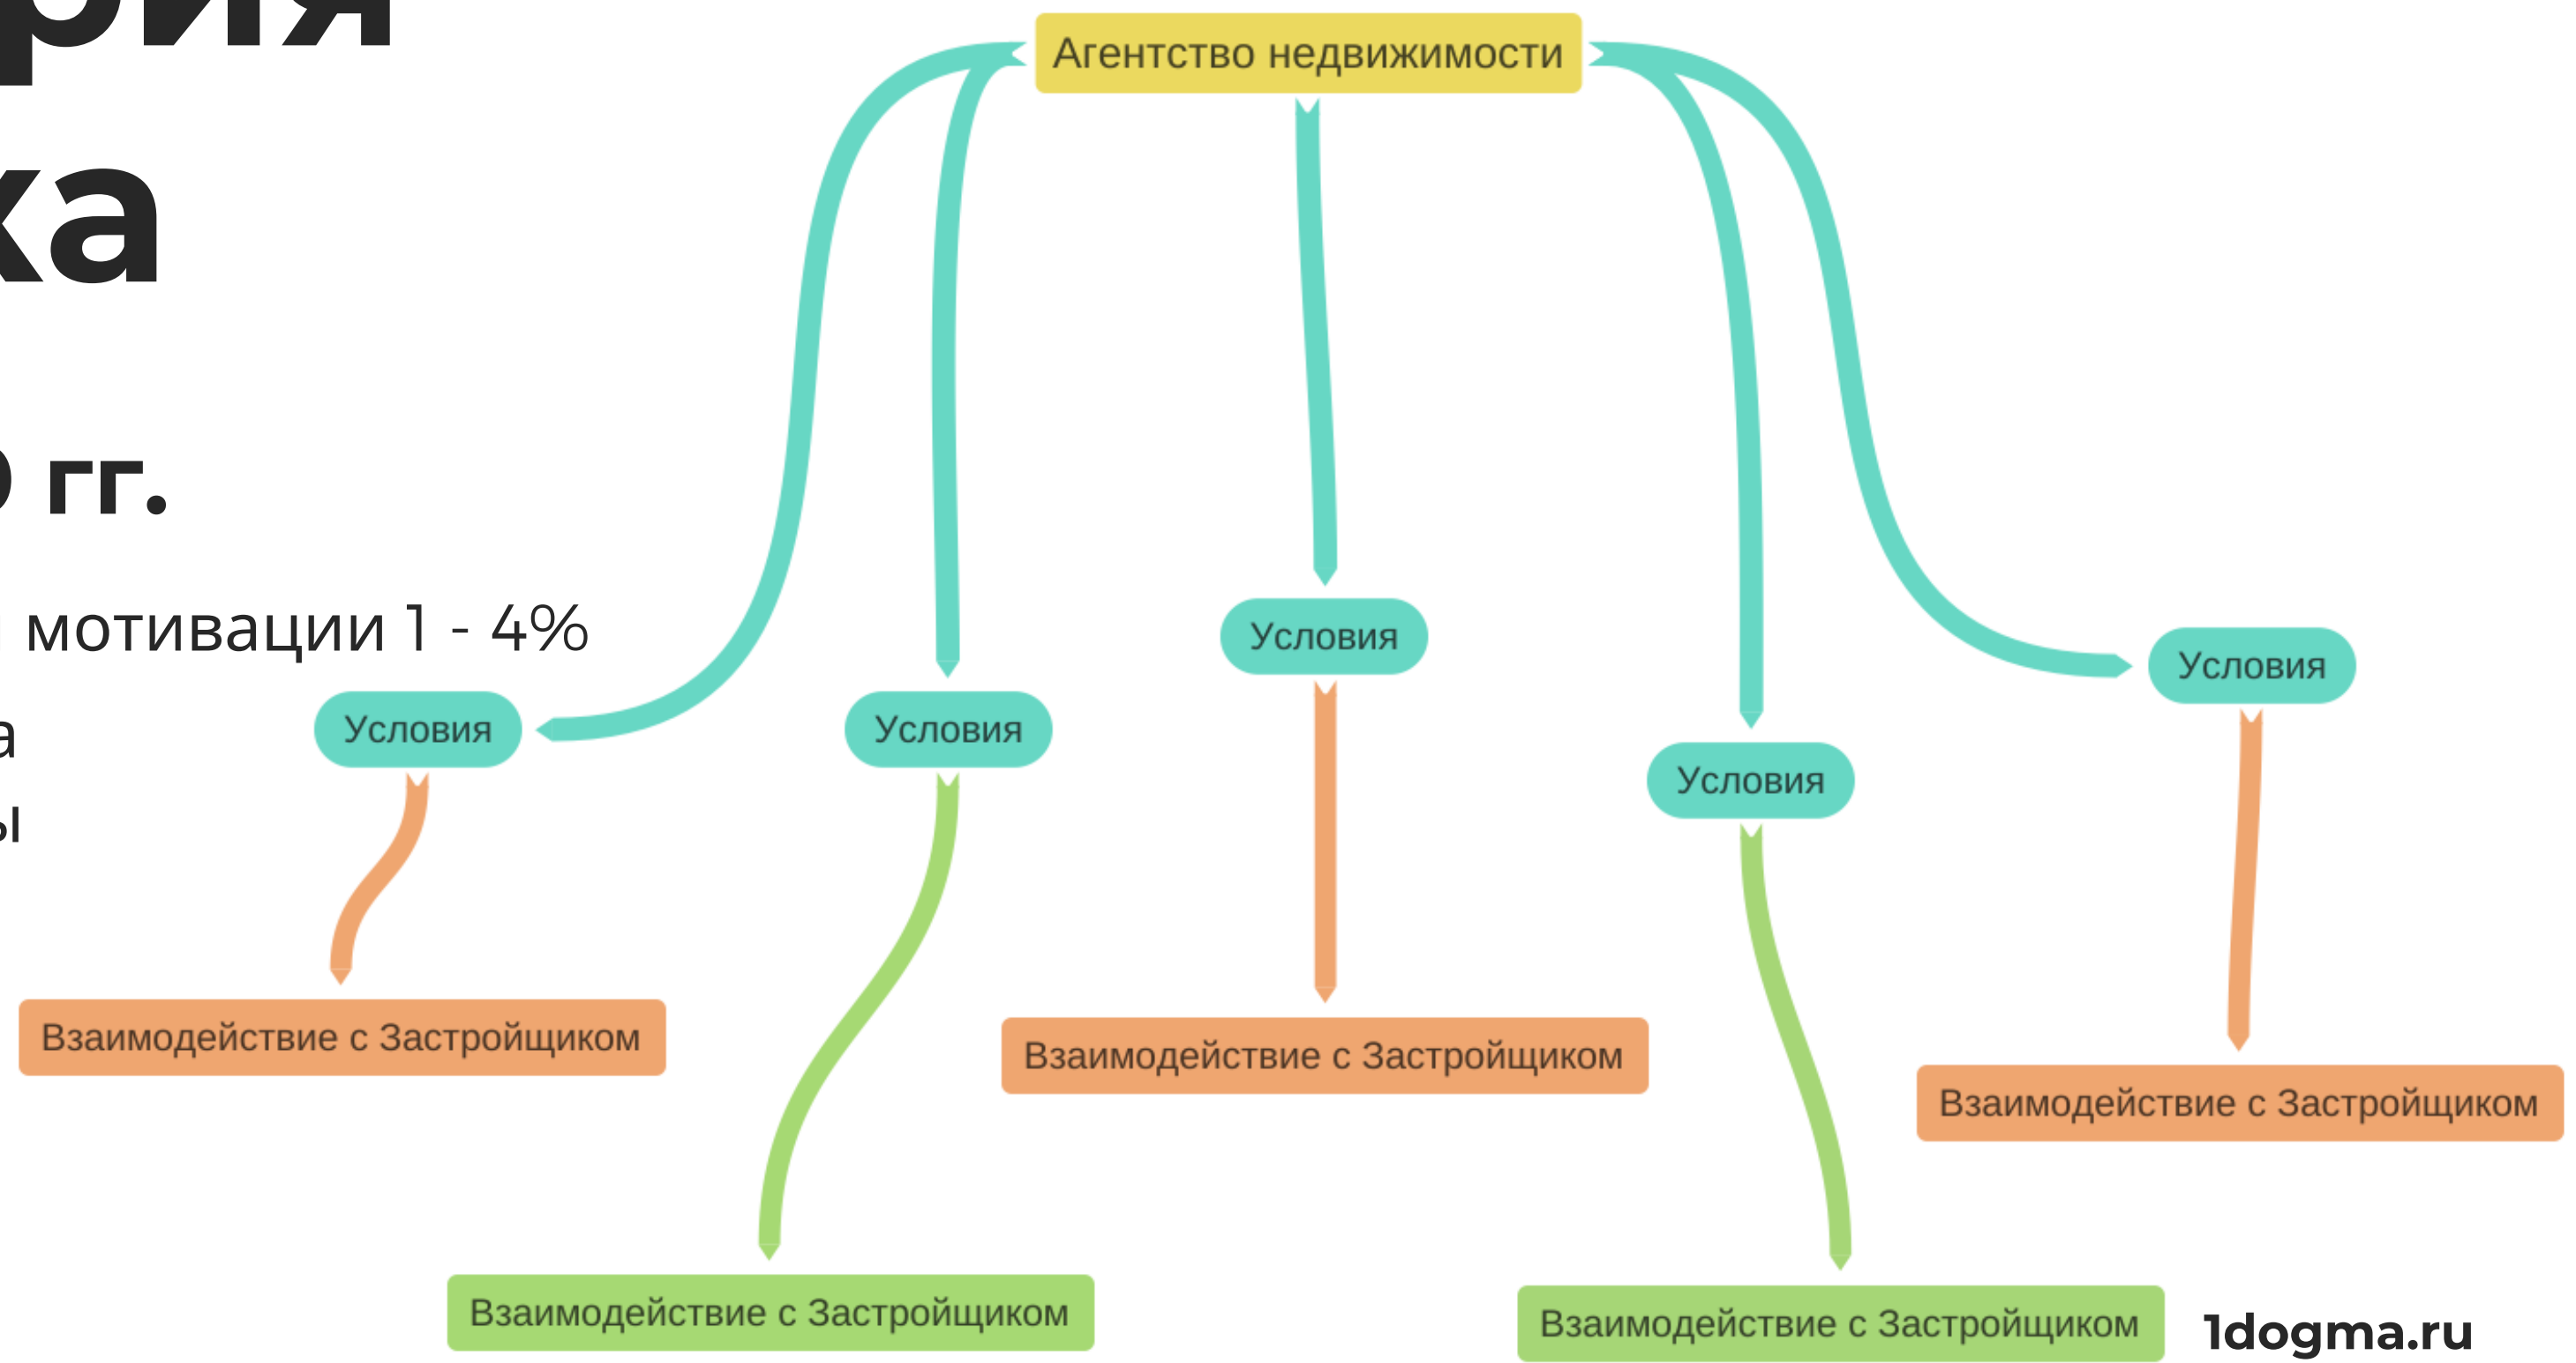 рия
Агентство недвижимости
ка
0 гг.
мотивации 1 - 4%
Условия
Условия
Условия
Условия
Условия
а
ы
Взаимодействие с Застройщиком
Взаимодействие с Застройщиком
Взаимодействие с Застройщиком
Взаимодействие с Застройщиком
Взаимодействие с Застройщиком
1dogma.ru